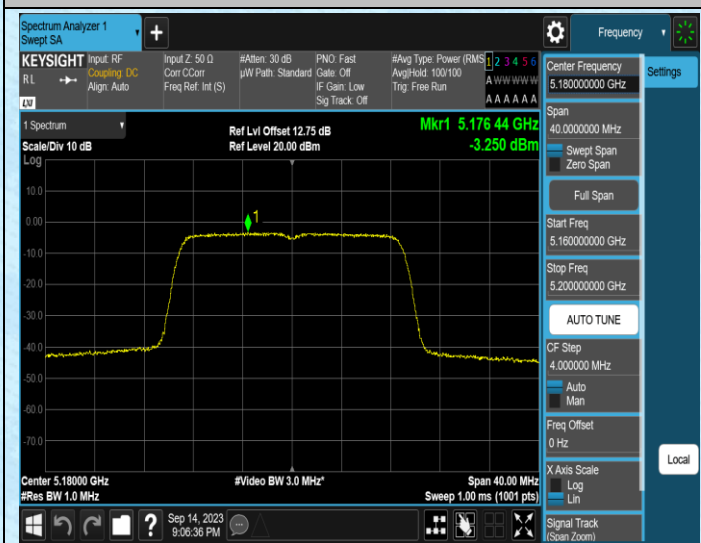 Spectrum Analyzer 1
Swept SA
+
Frequency
KEYSIGHT
RL
LXI
Input: RF
Coupling: DC
Align: Auto
Input Z: 50 Ω
Corr CCorr
Freq Ref: Int (S)
#Atten: 30 dB
µW Path: Standard
PNO: Fast
Gate: Off
IF Gain: Low
Sig Track: Off
#Avg Type: Power (RMS
Avg|Hold: 100/100
Trig: Free Run
1 2 3 4 5 6
A W W W W W
A A A A A A
1 Spectrum
Scale/Div 10 dB
Log
Ref Lvl Offset 12.75 dB
Ref Level 20.00 dBm
Mkr1 5.176 44 GHz
-3.250 dBm
10.0
0.00
-10.0
-20.0
-30.0
-40.0
-50.0
-60.0
-70.0
1
Center 5.18000 GHz
#Res BW 1.0 MHz
#Video BW 3.0 MHz*
Span 40.00 MHz
Sweep 1.00 ms (1001 pts)
Center Frequency
5.180000000 GHz
Settings
Span
40.0000000 MHz
Swept Span
Zero Span
Full Span
Start Freq
5.160000000 GHz
Stop Freq
5.200000000 GHz
AUTO TUNE
CF Step
4.000000 MHz
Auto
Man
Freq Offset
0 Hz
X Axis Scale
Log
Lin
Signal Track
(Span Zoom)
Local
?
Sep 14, 2023
9:06:36 PM